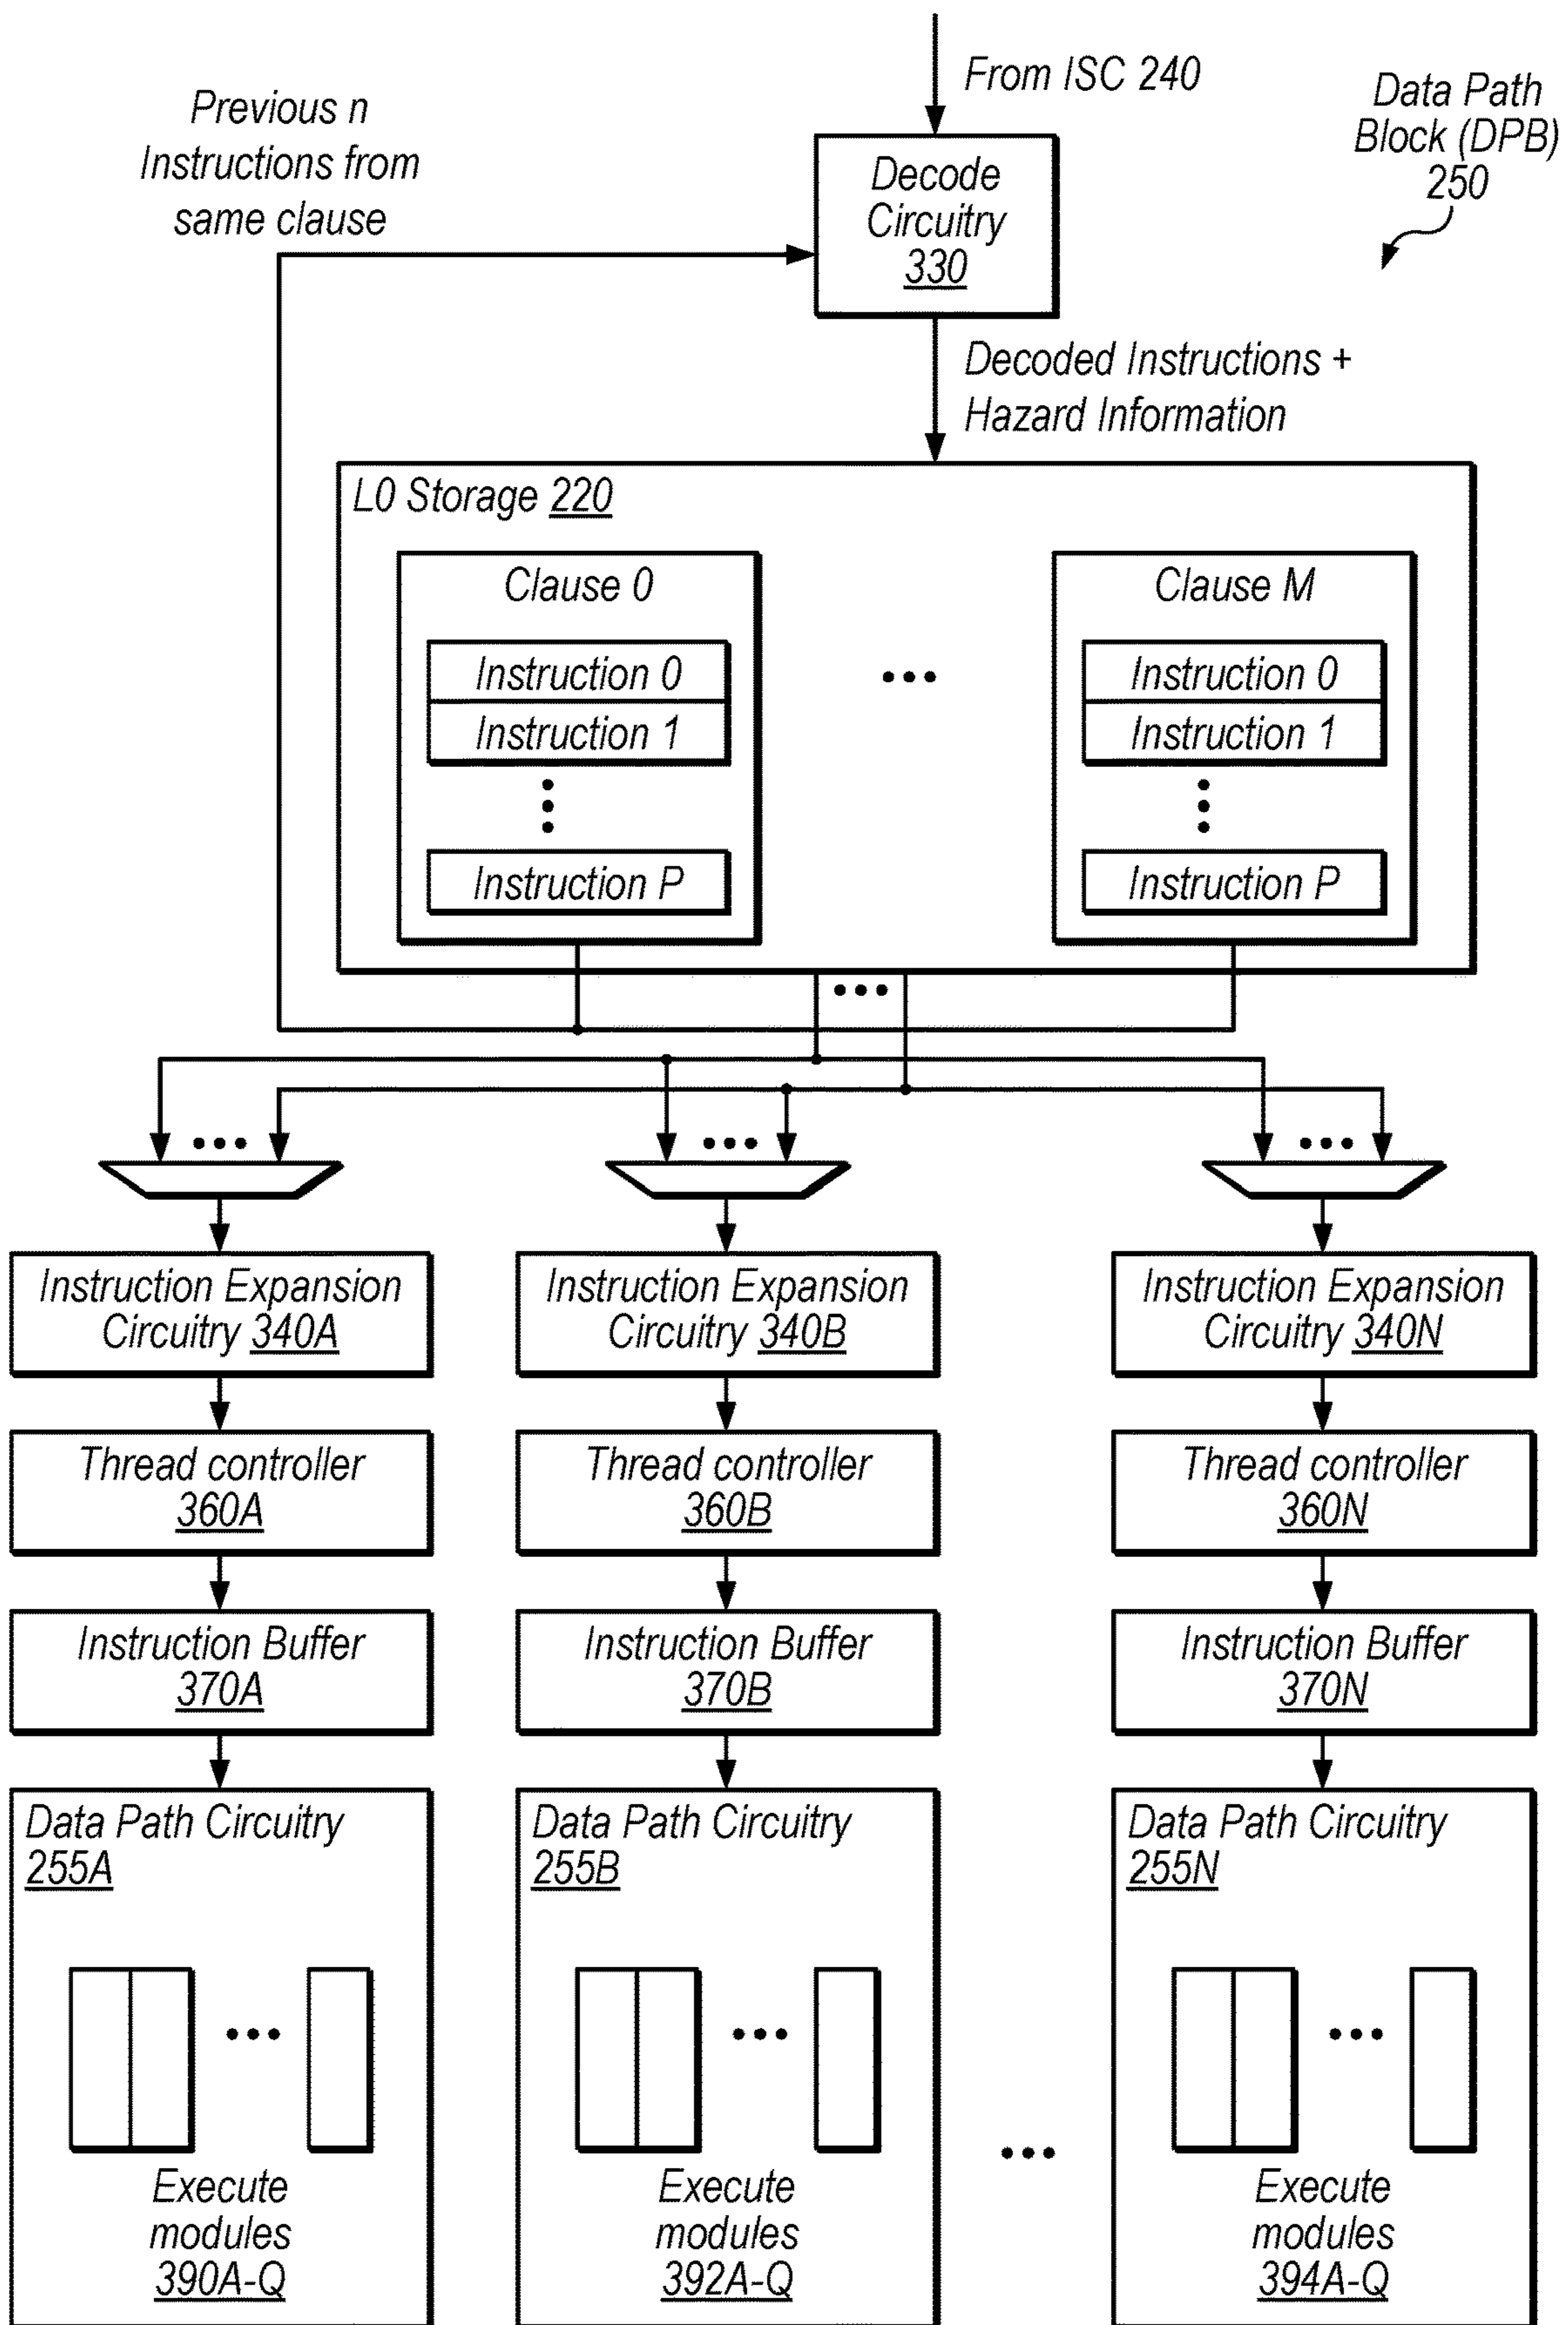 From ISC 240
Data Path
Block (DPB)
250
Previous n
Instructions from
same clause
Decode
Circuitry
330
Decoded Instructions +
Hazard Information
L0 Storage 220
Clause 0
Instruction 0
Instruction 1
Instruction P
Clause M
Instruction 0
Instruction 1
Instruction P
Instruction Expansion
Circuitry 340A
Instruction Expansion
Circuitry 340B
Instruction Expansion
Circuitry 340N
Thread controller
360A
Thread controller
360B
Thread controller
360N
Instruction Buffer
370A
Instruction Buffer
370B
Instruction Buffer
370N
Data Path Circuitry
255A
Execute
modules
390A-Q
Data Path Circuitry
255B
Execute
modules
392A-Q
Data Path Circuitry
255N
Execute
modules
394A-Q